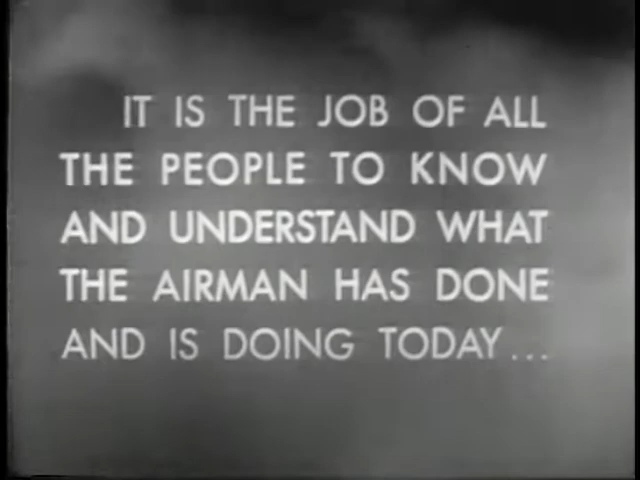 IT IS THE JOB OF ALL
THE PEOPLE TO KNOW
AND UNDERSTAND WHAT
THE AIRMAN HAS DONE
AND IS DOING TODAY...